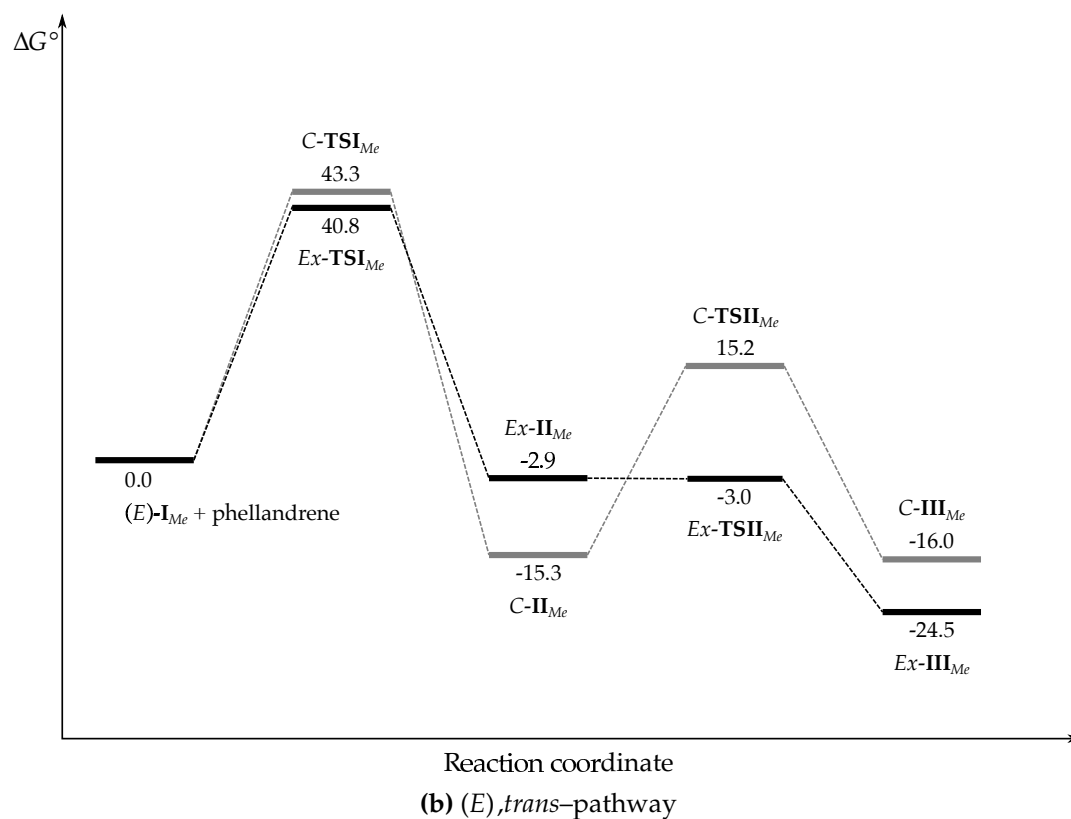 ΔG°
C-TSI_Me
43.3
40.8
Ex-TSI_Me
C-TSII_Me
15.2
Ex-II_Me
-2.9
0.0
(E)-I_Me + phellandrene
-3.0
Ex-TSII_Me
C-III_Me
-16.0
-15.3
C-II_Me
-24.5
Ex-III_Me
Reaction coordinate
(b) (E),trans–pathway